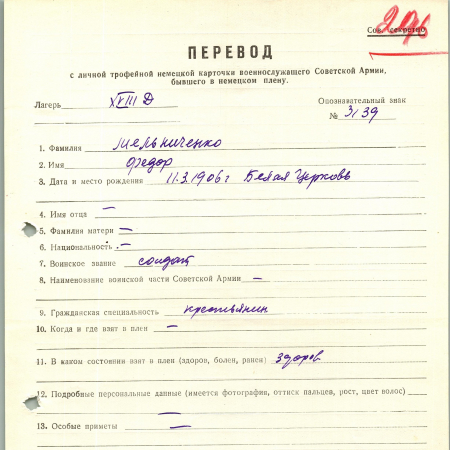 Сов. секретно
ПЕРЕВОД
с личной трофейной немецкой карточки военнослужащего Советской Армии,
бывшего в немецком плену.
Лагерь XVIII D Опознавательный знак
№ 3139
1. Фамилия Мельниченко
2. Имя Федор
3. Дата и место рождения 11.3.1906 г Белая Церковь
4. Имя отца —
5. Фамилия матери —
6. Национальность —
7. Воинское звание солдат
8. Наименование воинской части Советской Армии —
9. Гражданская специальность крестьянин
10. Когда и где взят в плен —
11. В каком состоянии взят в плен (здоров, болен, ранен) здоров
12. Подробные персональные данные (имеется фотография, оттиск пальцев, рост, цвет волос)
—
13. Особые приметы —